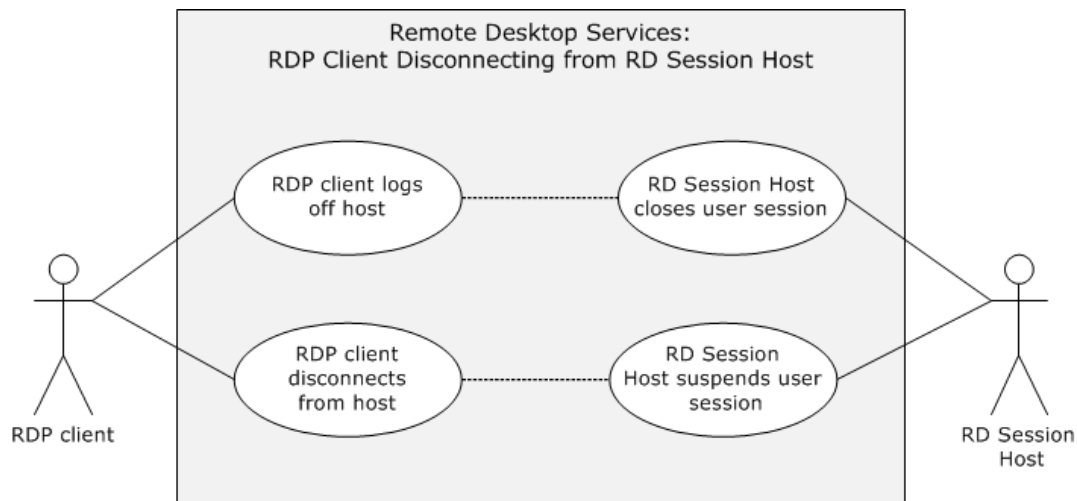 Remote Desktop Services:
RDP Client Disconnecting from RD Session Host
RDP client logs
off host
RD Session Host
closes user session
RDP client
disconnects
from host
RD Session
Host suspends user
session
RDP client
RD Session
Host